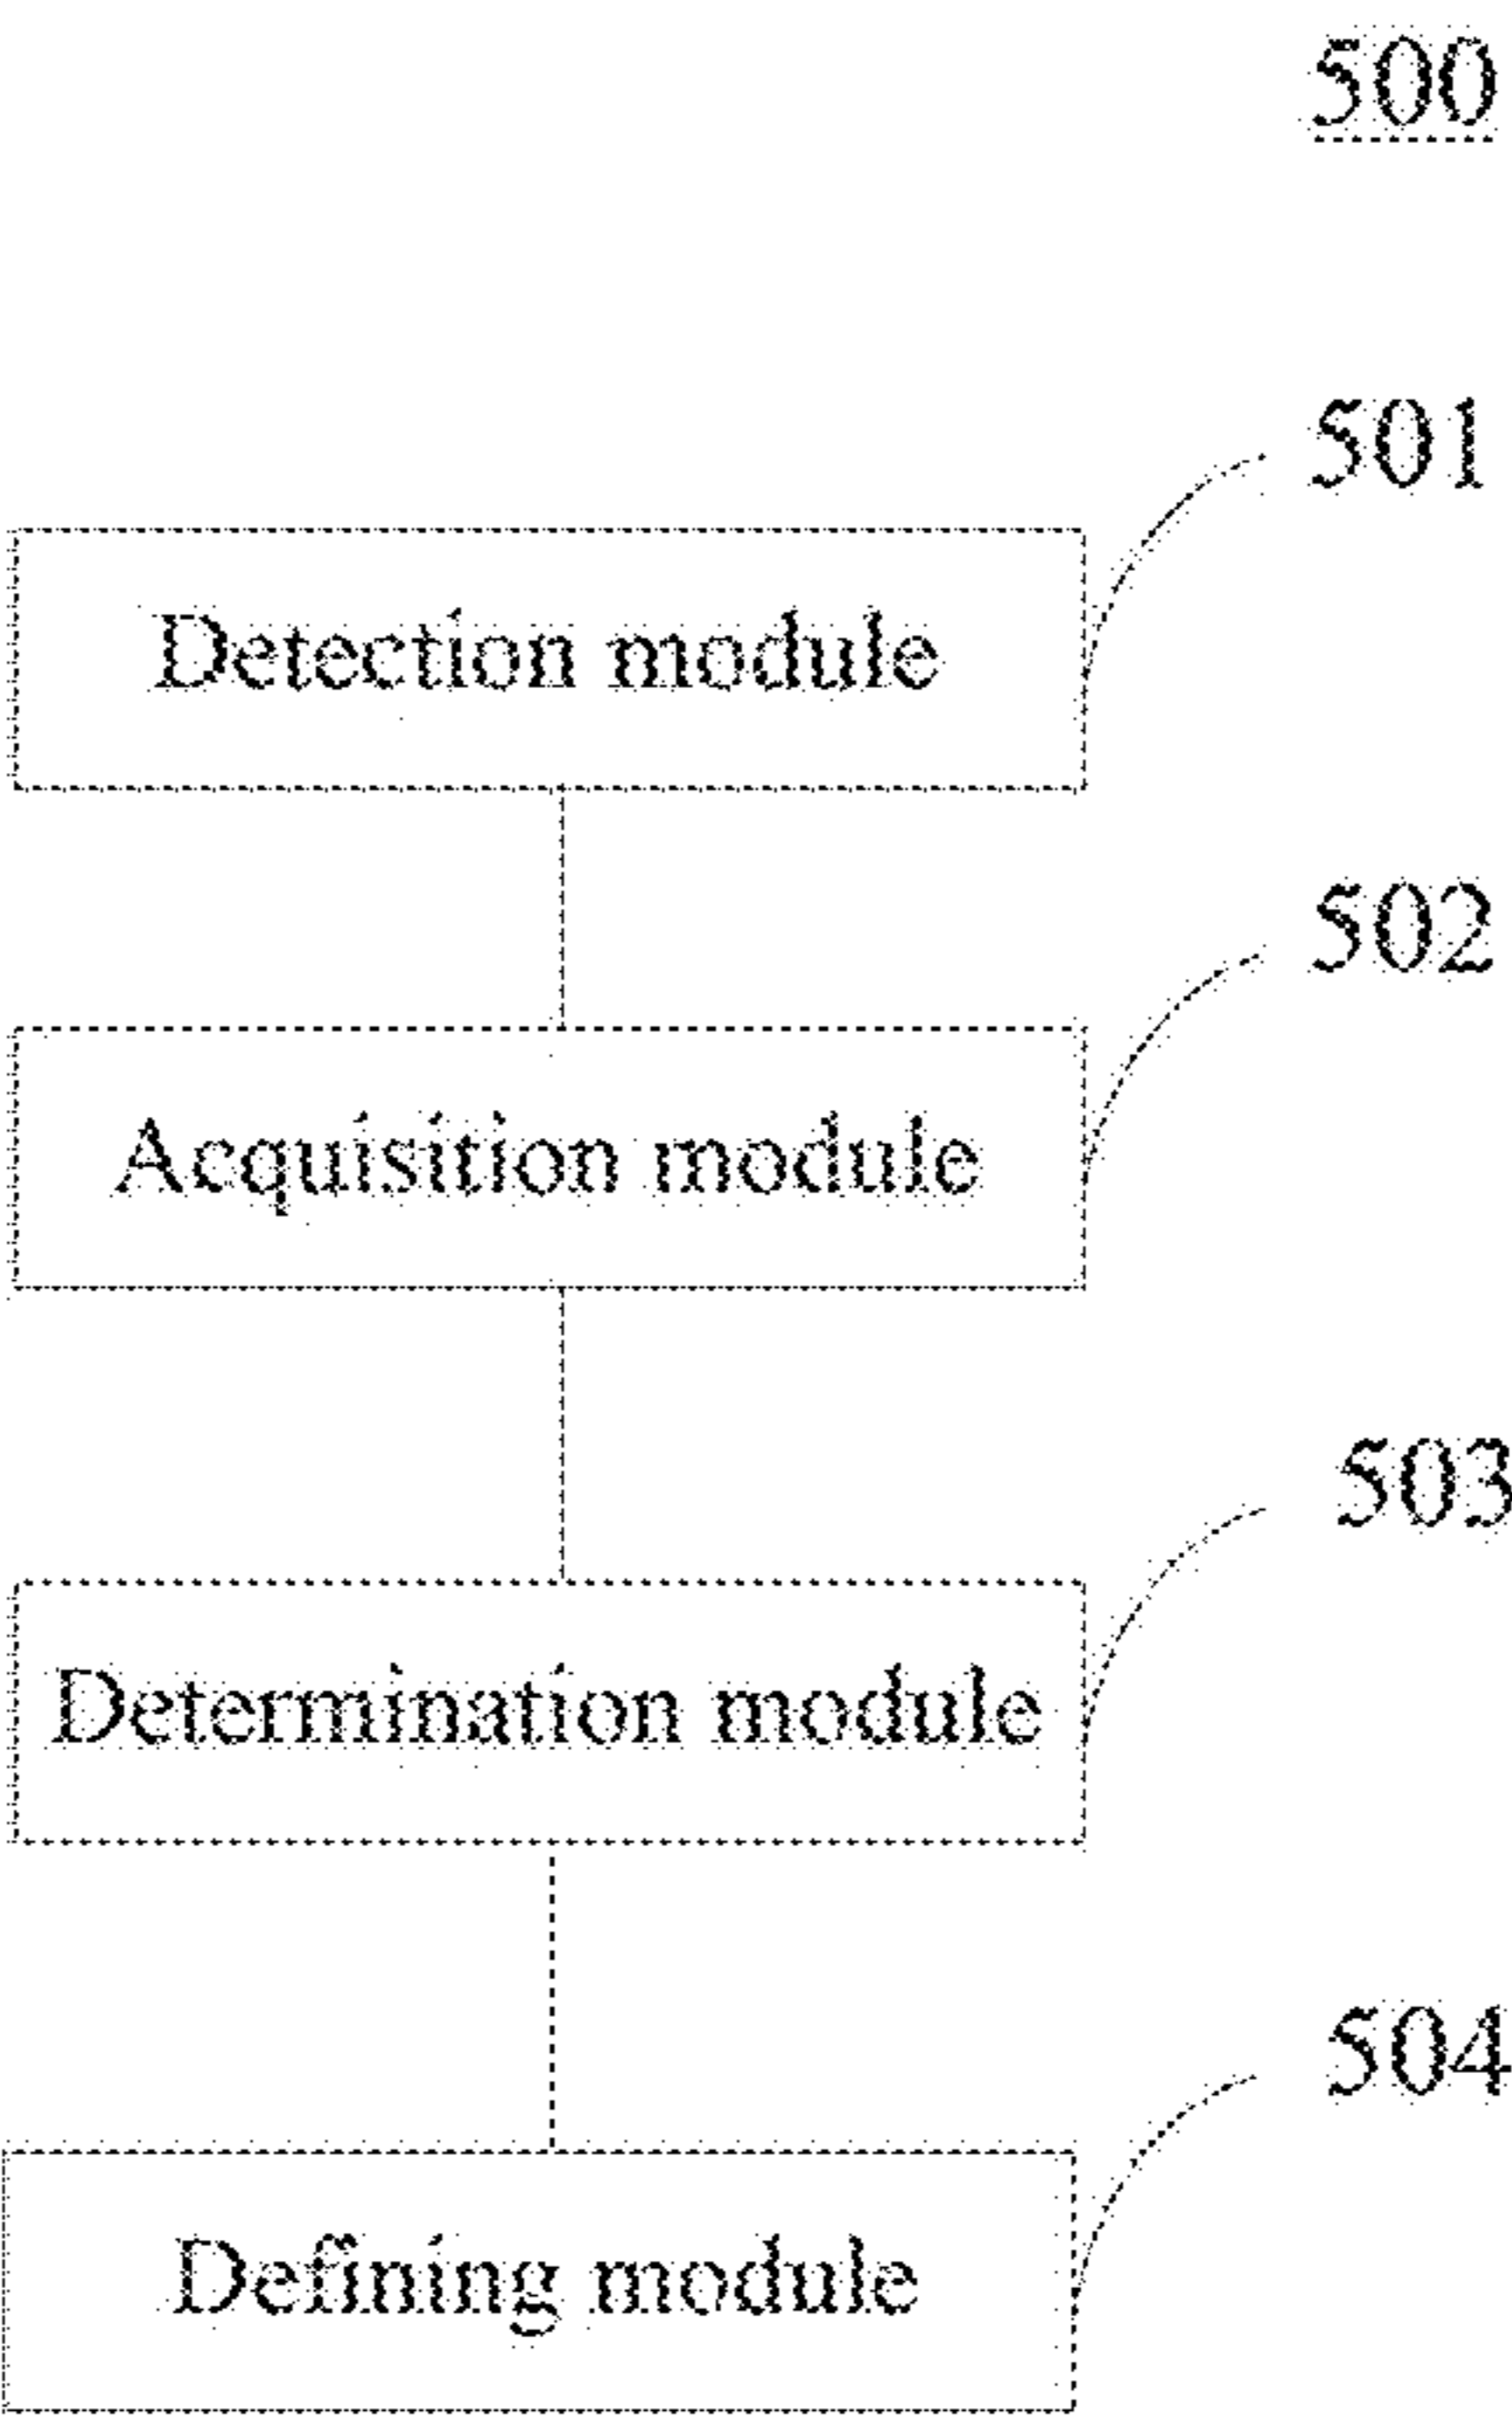 500
501
Detection module
502
Acquisition module
503
Determination module
504
Defining module